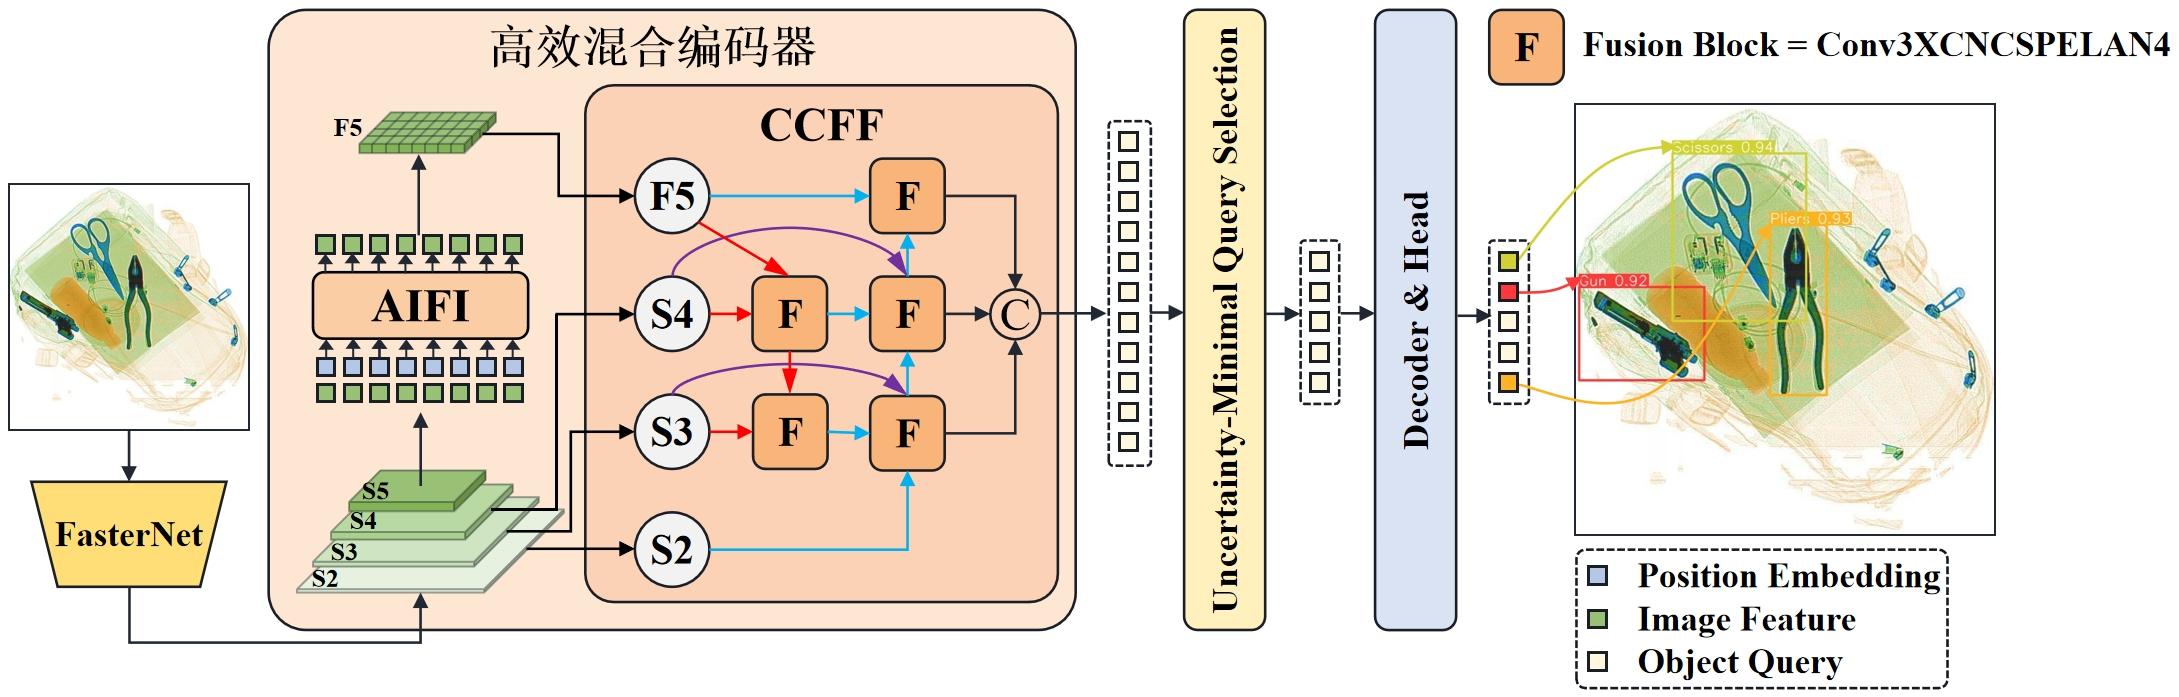 高效混合编码器
CCFF
F5
AIFI
S5
S4
S3
S2
FasterNet
F5
F
S4
F
F
C
S3
F
F
S2
Uncertainty-Minimal Query Selection
Decoder & Head
F
Fusion Block = Conv3XCNCSPELAN4
Scissors 0.94
Pliers 0.93
Gun 0.92
Position Embedding
Image Feature
Object Query